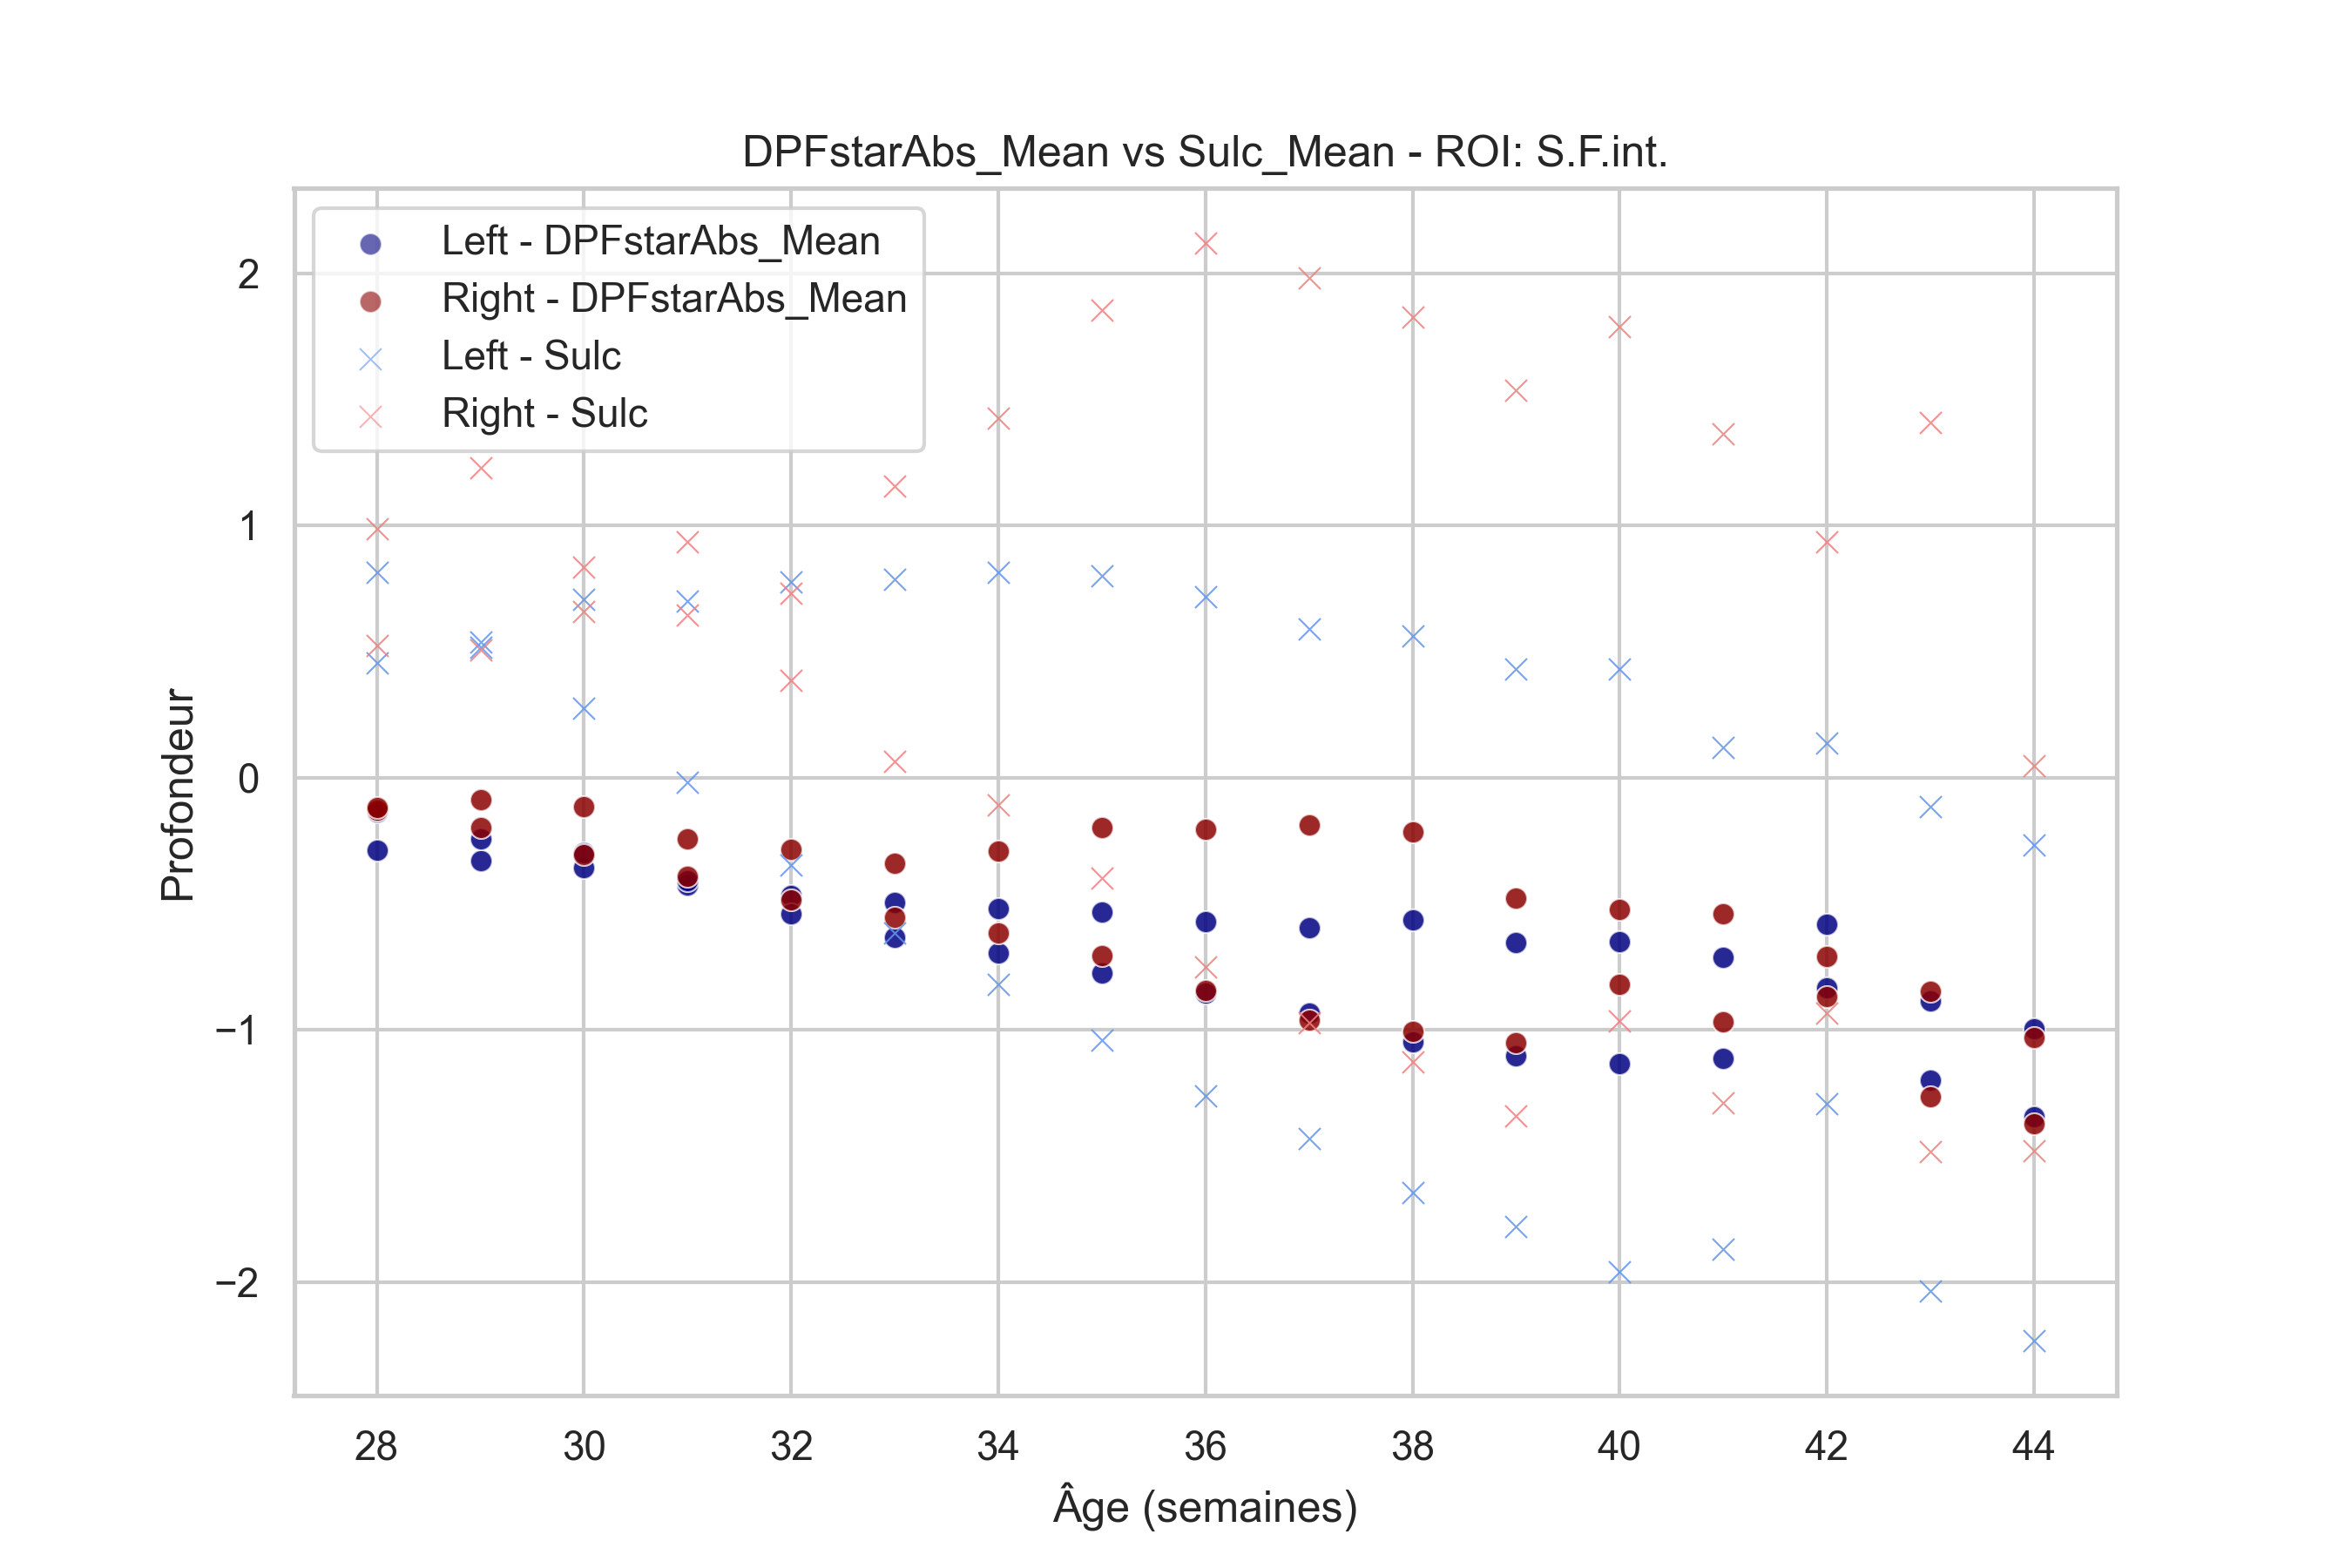 DPFstarAbs_Mean vs Sulc_Mean - ROI: S.F.int.
Left - DPFstarAbs_Mean
Right - DPFstarAbs_Mean
Left - Sulc
Right - Sulc
2
1
0
−1
−2
Profondeur
28 30 32 34 36 38 40 42 44
Âge (semaines)